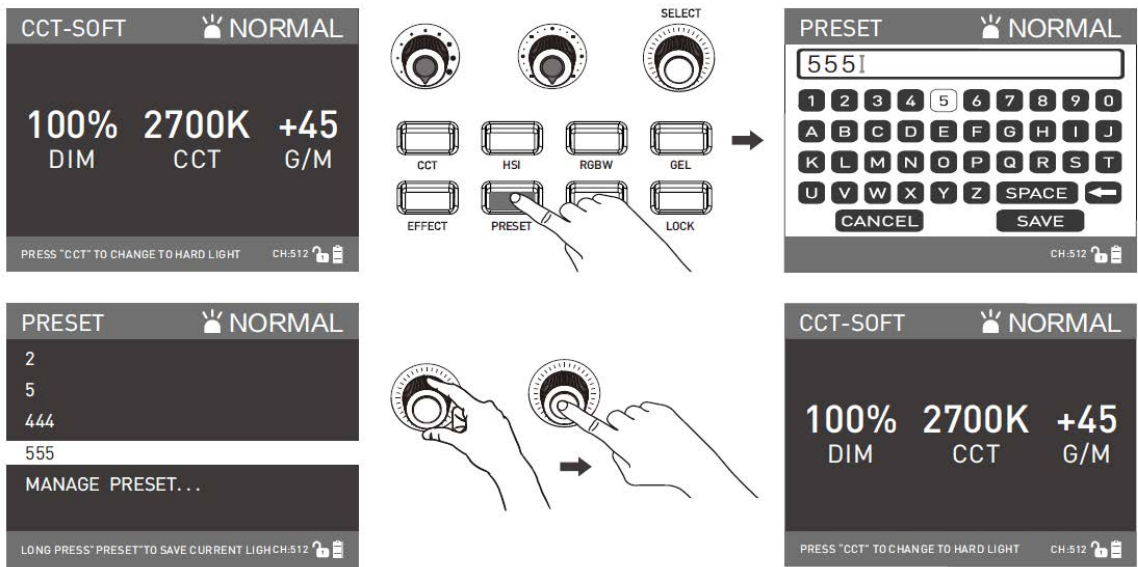 CCT-SOFT NORMAL
100% 2700K +45
DIM CCT G/M
PRESS "CCT" TO CHANGE TO HARD LIGHT CH:512
SELECT
CCT HSI RGBW GEL
EFFECT PRESET LOCK
PRESET NORMAL
555
1 2 3 4 5 6 7 8 9 0
A B C D E F G H I J
K L M N O P Q R S T
U V W X Y Z SPACE
CANCEL SAVE
CH:512
PRESET NORMAL
2
5
444
555
MANAGE PRESET...
LONG PRESS"PRESET"TO SAVE CURRENT LIGH CH:512
CCT-SOFT NORMAL
100% 2700K +45
DIM CCT G/M
PRESS "CCT" TO CHANGE TO HARD LIGHT CH:512